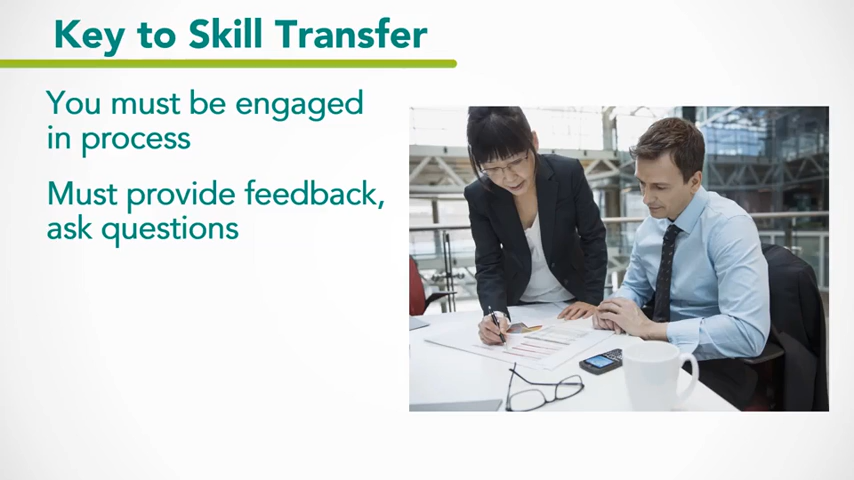 Key to Skill Transfer
You must be engaged
in process
Must provide feedback,
ask questions